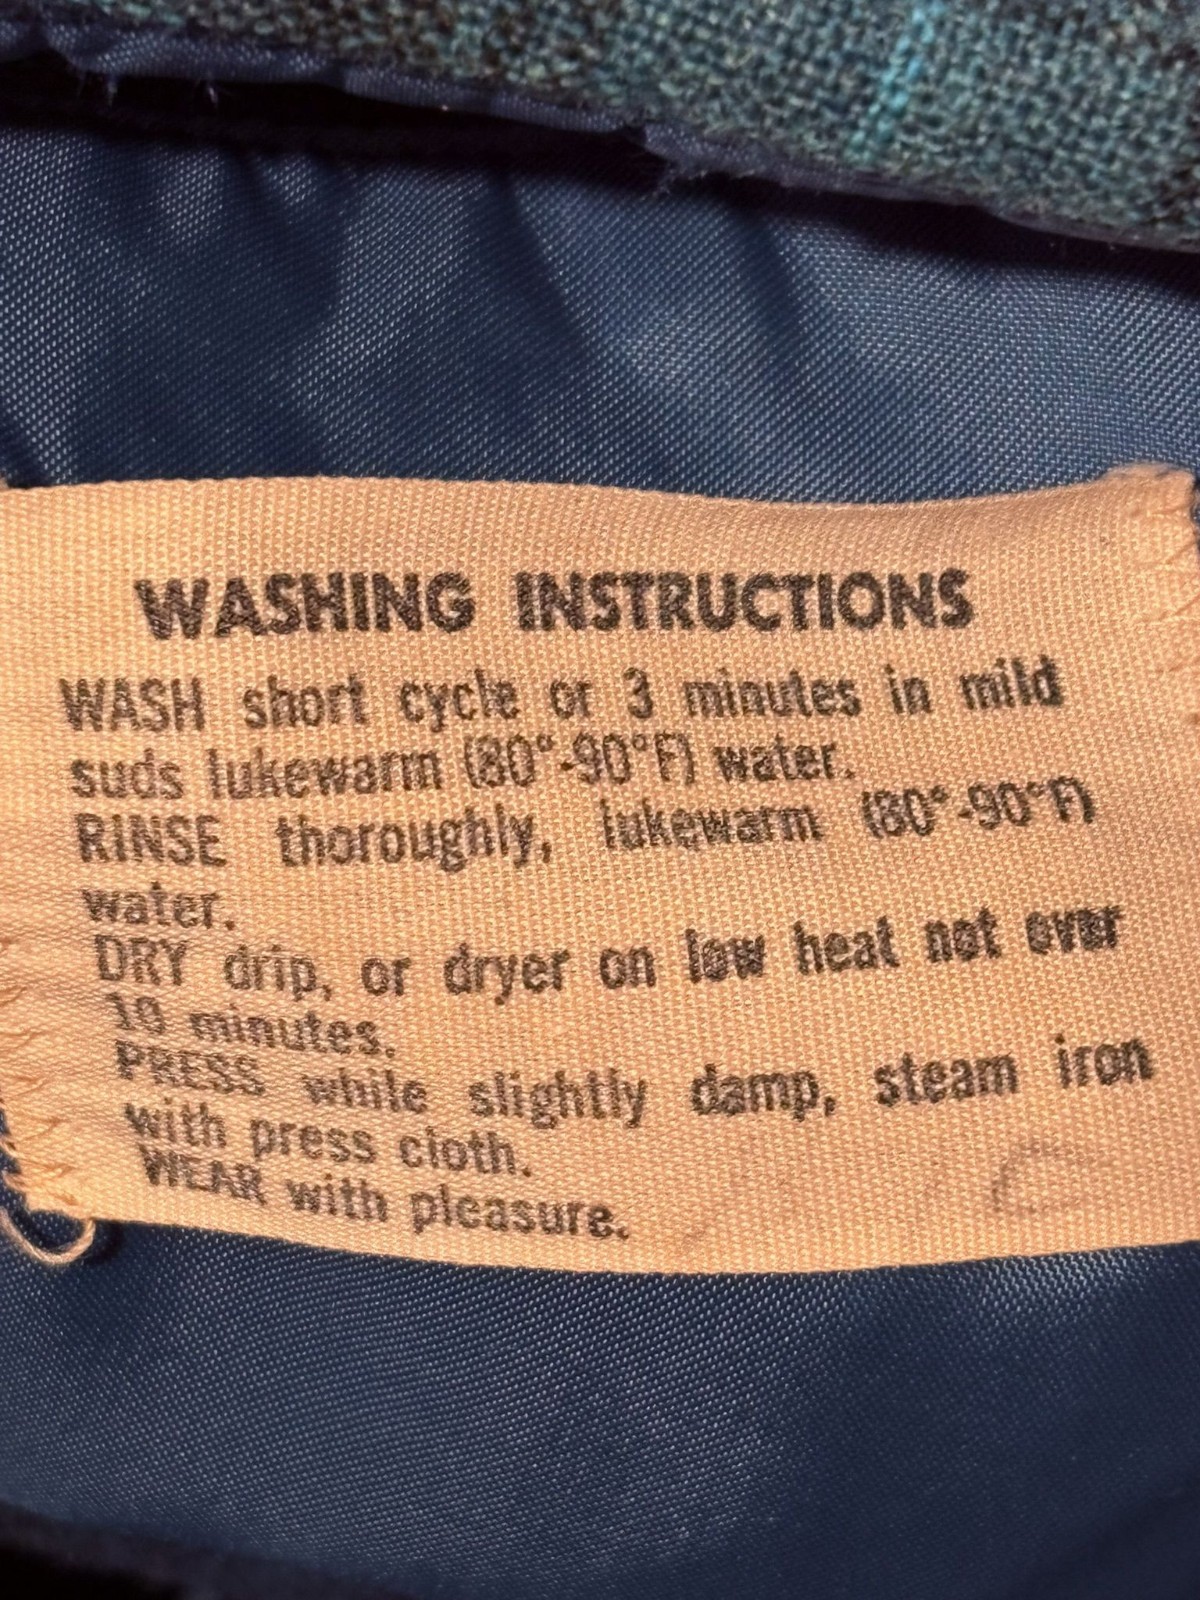 WASHING INSTRUCTIONS
WASH short cycle or 3 minutes in mild
suds lukewarm (80°-90°F) water.
RINSE thoroughly, lukewarm (80°-90°F)
water.
DRY drip, or dryer on low heat not over
10 minutes.
PRESS while slightly damp, steam iron
with press cloth.
WEAR with pleasure.